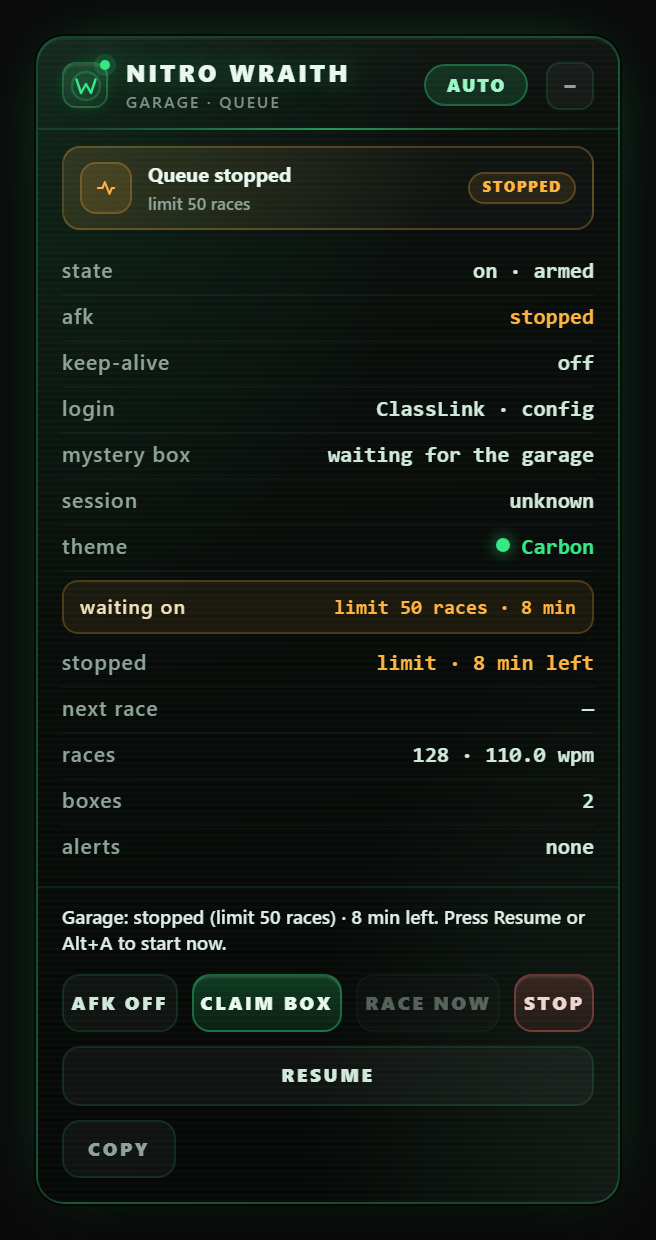 W
NITRO WRAITH
GARAGE · QUEUE
AUTO
–
Queue stopped
limit 50 races
STOPPED
state on · armed
afk stopped
keep-alive off
login ClassLink · config
mystery box waiting for the garage
session unknown
theme Carbon
waiting on limit 50 races · 8 min
stopped limit · 8 min left
next race —
races 128 · 110.0 wpm
boxes 2
alerts none
Garage: stopped (limit 50 races) · 8 min left. Press Resume or
Alt+A to start now.
AFK OFF CLAIM BOX RACE NOW STOP
RESUME
COPY